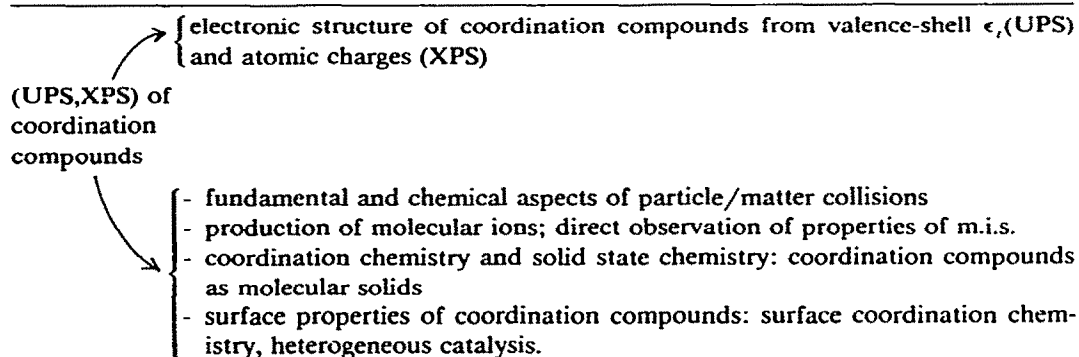 electronic structure of coordination compounds from valence-shell ϵᵢ(UPS)
and atomic charges (XPS)
(UPS,XPS) of
coordination
compounds
- fundamental and chemical aspects of particle/matter collisions
- production of molecular ions; direct observation of properties of m.i.s.
- coordination chemistry and solid state chemistry: coordination compounds
as molecular solids
- surface properties of coordination compounds: surface coordination chem-
istry, heterogeneous catalysis.